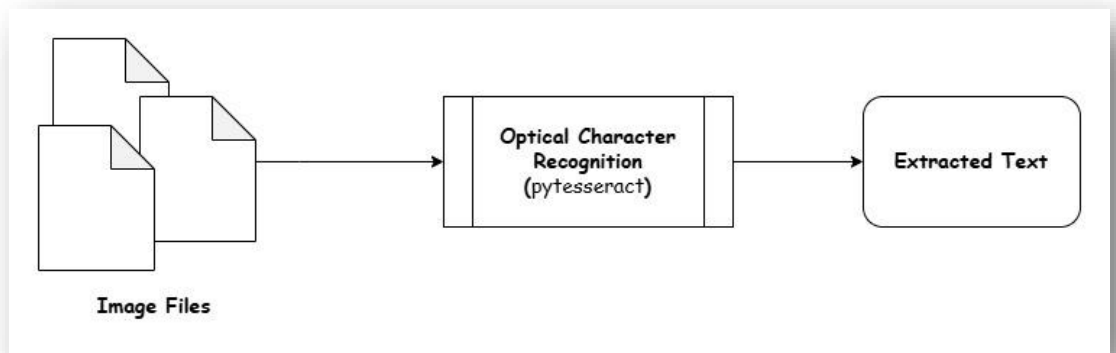 Image Files
Optical Character
Recognition
(pytesseract)
Extracted Text